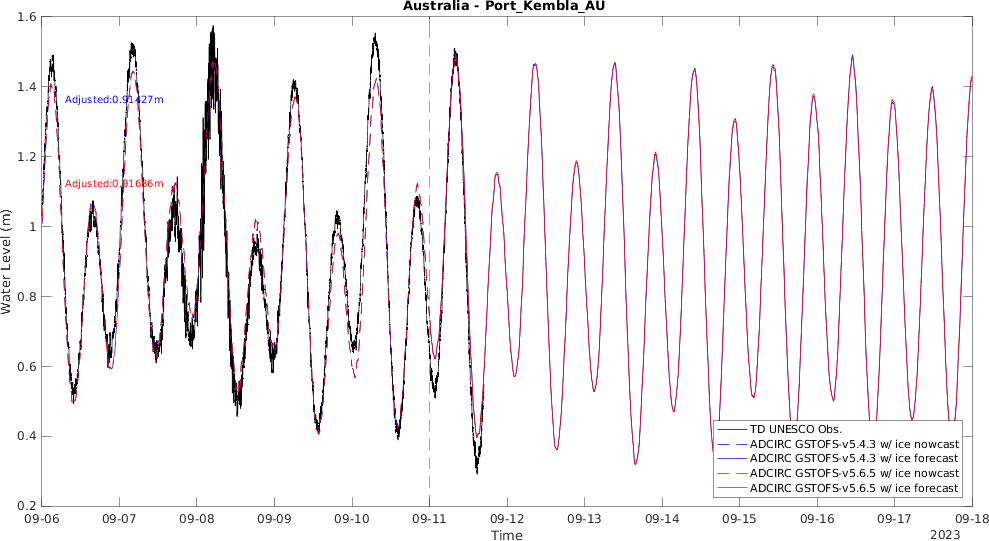 Australia - Port_Kembla_AU
1.6
1.4
1.2
1
0.8
0.6
0.4
0.2
Water Level (m)
Adjusted:0.91427m
Adjusted:0.91686m
TD UNESCO Obs.
ADCIRC GSTOFS-v5.4.3 w/ ice nowcast
ADCIRC GSTOFS-v5.4.3 w/ ice forecast
ADCIRC GSTOFS-v5.6.5 w/ ice nowcast
ADCIRC GSTOFS-v5.6.5 w/ ice forecast
09-06 09-07 09-08 09-09 09-10 09-11 09-12 09-13 09-14 09-15 09-16 09-17 09-18
Time
2023